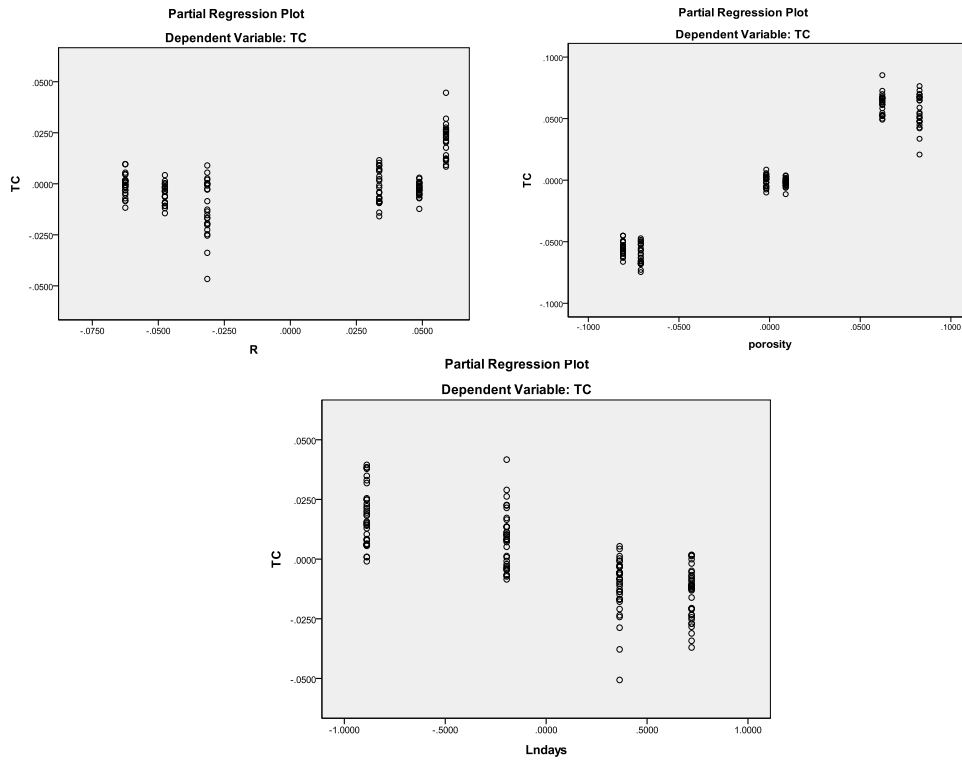 Partial Regression Plot
Dependent Variable: TC
.0500
.0250
.0000
-.0250
-.0500
TC
-.0750 -.0500 -.0250 .0000 .0250 .0500
R
Partial Regression Plot
Dependent Variable: TC
.1000
.0500
.0000
-.0500
-.1000
TC
-.1000 -.0500 .0000 .0500 .1000
porosity
Partial Regression Plot
Dependent Variable: TC
.0500
.0250
.0000
-.0250
-.0500
TC
-1.0000 -.5000 .0000 .5000 1.0000
Lndays